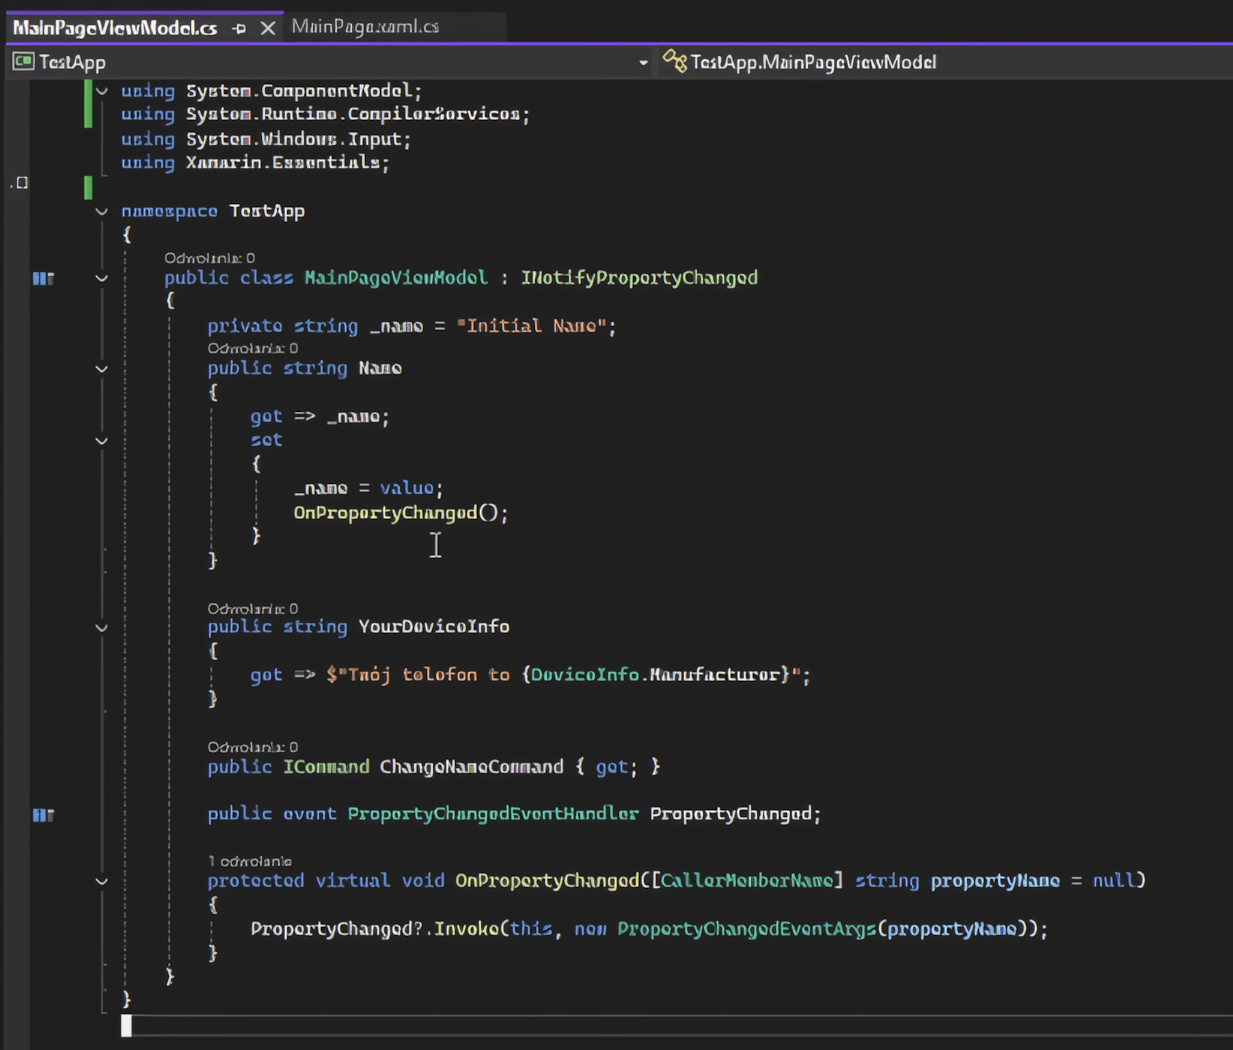 MainPageViewModel.cs
MainPage.xaml.cs
TestApp
TestApp.MainPageViewModel
using System.ComponentModel;
using System.Runtime.CompilerServices;
using System.Windows.Input;
using Xamarin.Essentials;
namespace TestApp
{
Odwołania: 0
public class MainPageViewModel : INotifyPropertyChanged
{
private string _name = "Initial Name";
Odwołania: 0
public string Name
{
get => _name;
set
{
_name = value;
OnPropertyChanged();
}
}
Odwołania: 0
public string YourDeviceInfo
{
get => $"Twój telefon to {DeviceInfo.Manufacturer}";
}
Odwołania: 0
public ICommand ChangeNameCommand { get; }
public event PropertyChangedEventHandler PropertyChanged;
1 odwołanie
protected virtual void OnPropertyChanged([CallerMemberName] string propertyName = null)
{
PropertyChanged?.Invoke(this, new PropertyChangedEventArgs(propertyName));
}
}
}